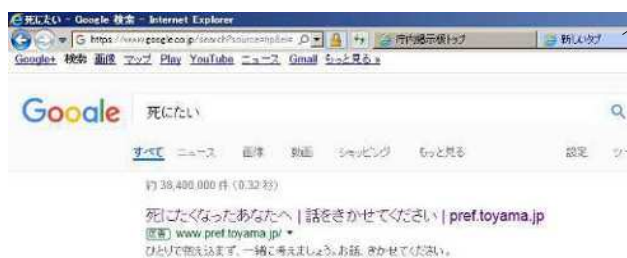 死にたい - Google 検索 - Internet Explorer
庁内掲示板トップ 新しいタブ
Google+ 検索 画像 マップ Play YouTube ニュース Gmail もっと見る »
Google 死にたい
すべて ニュース 画像 動画 ショッピング もっと見る 設定
約 38,400,000 件 (0.32 秒)
死にたくなったあなたへ | 話をきかせてください | pref.toyama.jp
広告 www.pref.toyama.jp/
ひとりで抱え込まず、一緒に考えましょう。お話、きかせてください。